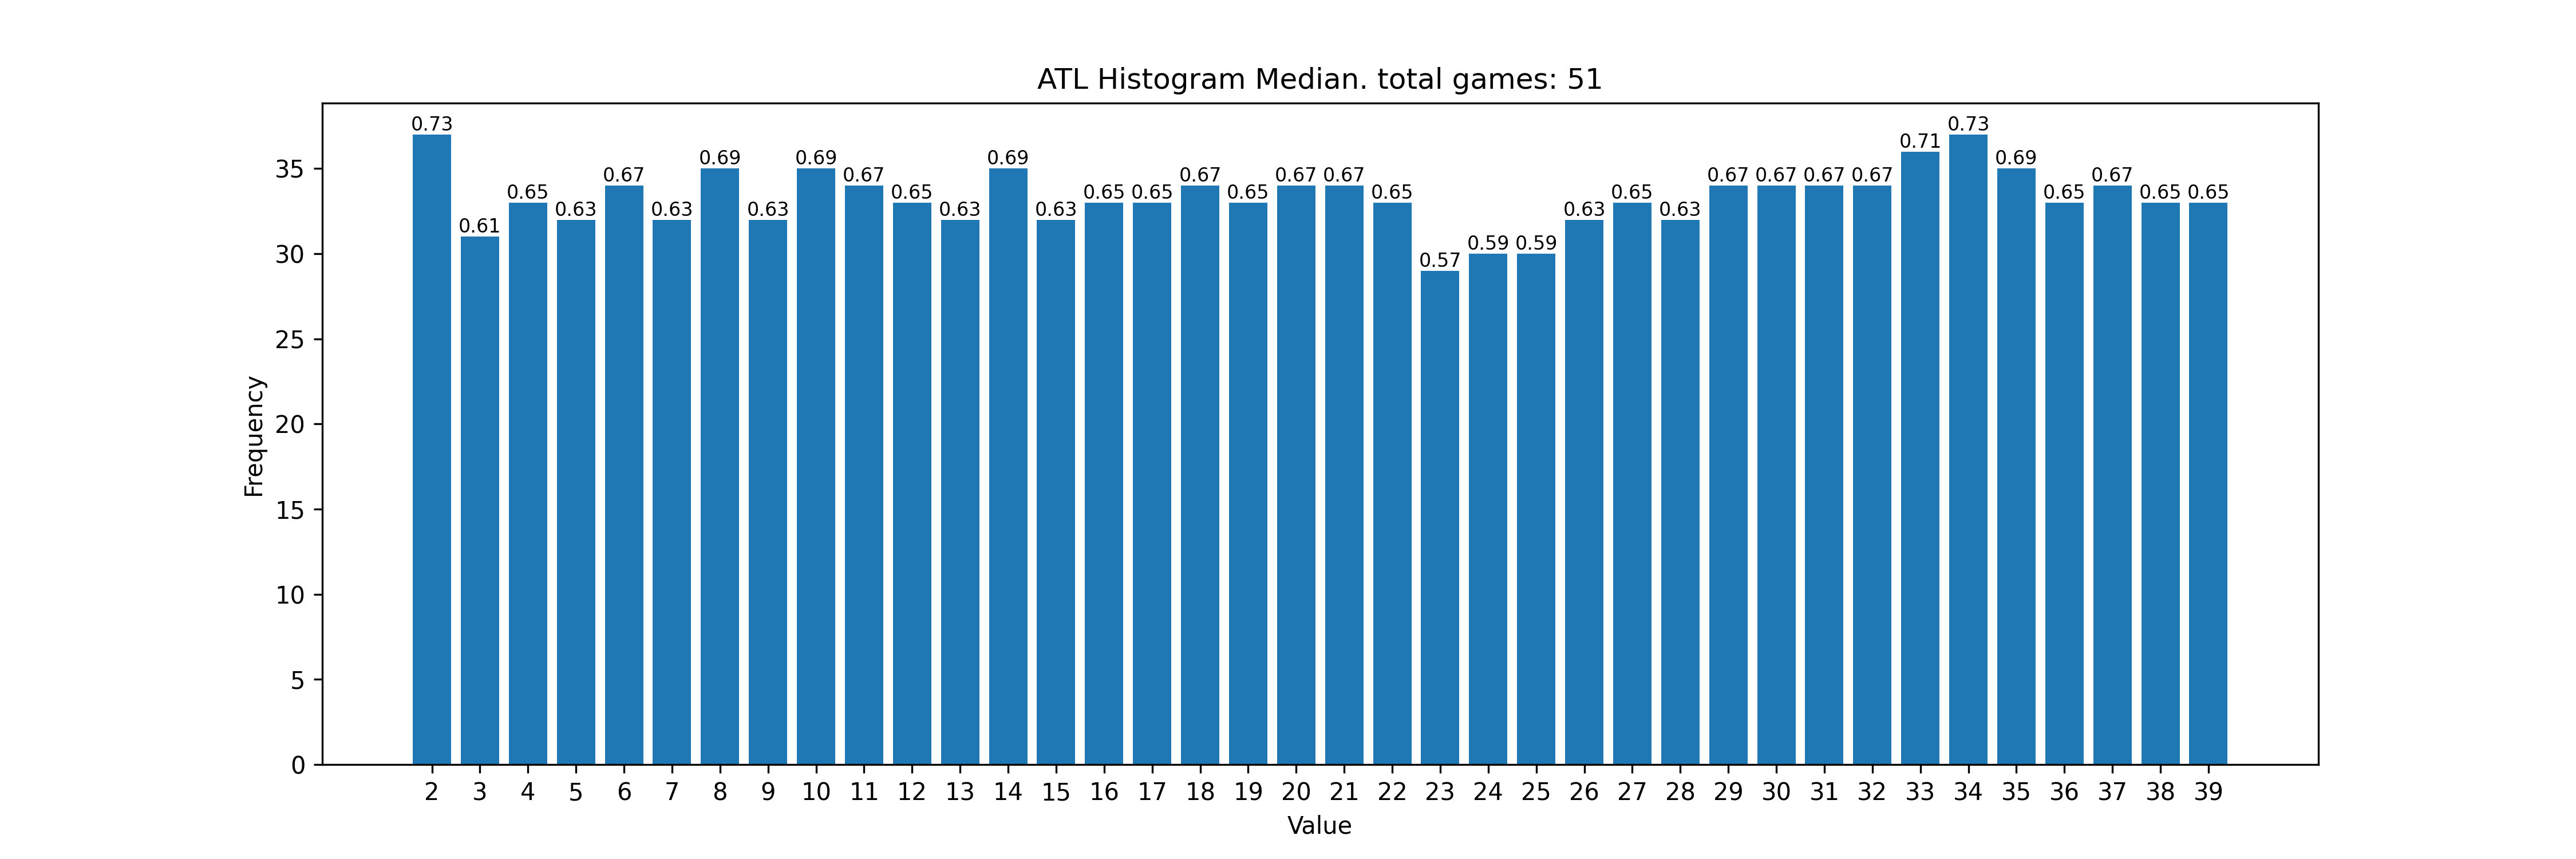 ATL Histogram Median. total games: 51
0.73 0.61 0.65 0.63 0.67 0.63 0.69 0.63 0.69 0.67 0.65 0.63 0.69 0.63 0.65 0.65 0.67 0.65 0.67 0.67 0.65 0.57 0.59 0.59 0.63 0.65 0.63 0.67 0.67 0.67 0.67 0.71 0.73 0.69 0.65 0.67 0.65 0.65
35
30
25
20
15
10
5
0
Frequency
2 3 4 5 6 7 8 9 10 11 12 13 14 15 16 17 18 19 20 21 22 23 24 25 26 27 28 29 30 31 32 33 34 35 36 37 38 39
Value